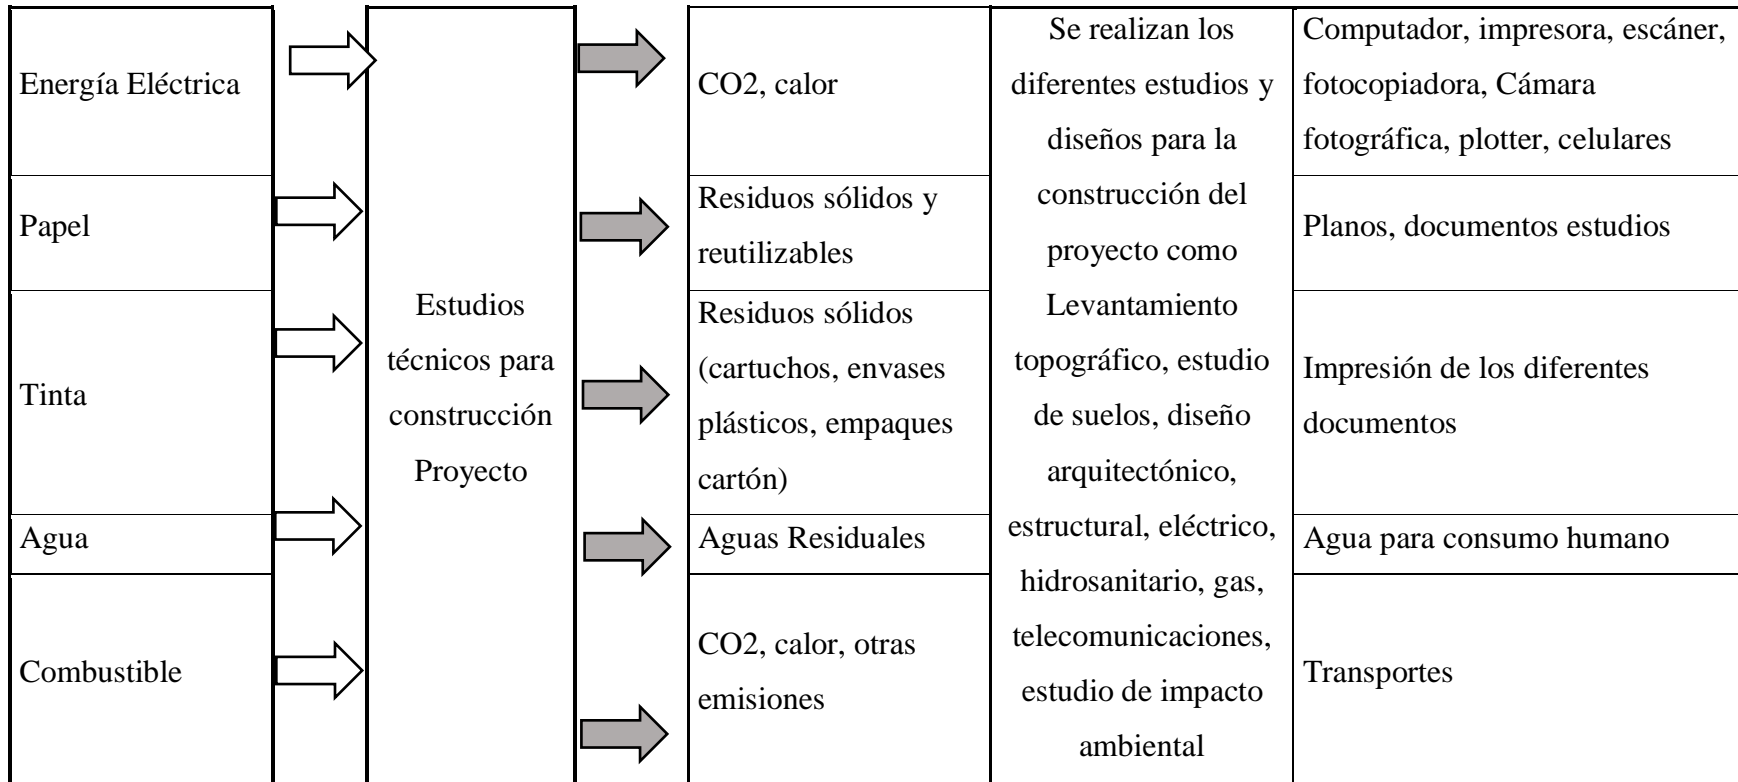 Energía Eléctrica
Papel
Tinta
Agua
Combustible
Estudios
técnicos para
construcción
Proyecto
CO2, calor
Residuos sólidos y
reutilizables
Residuos sólidos
(cartuchos, envases
plásticos, empaques
cartón)
Aguas Residuales
CO2, calor, otras
emisiones
Se realizan los
diferentes estudios y
diseños para la
construcción del
proyecto como
Levantamiento
topográfico, estudio
de suelos, diseño
arquitectónico,
estructural, eléctrico,
hidrosanitario, gas,
telecomunicaciones,
estudio de impacto
ambiental
Computador, impresora, escáner,
fotocopiadora, Cámara
fotográfica, plotter, celulares
Planos, documentos estudios
Impresión de los diferentes
documentos
Agua para consumo humano
Transportes